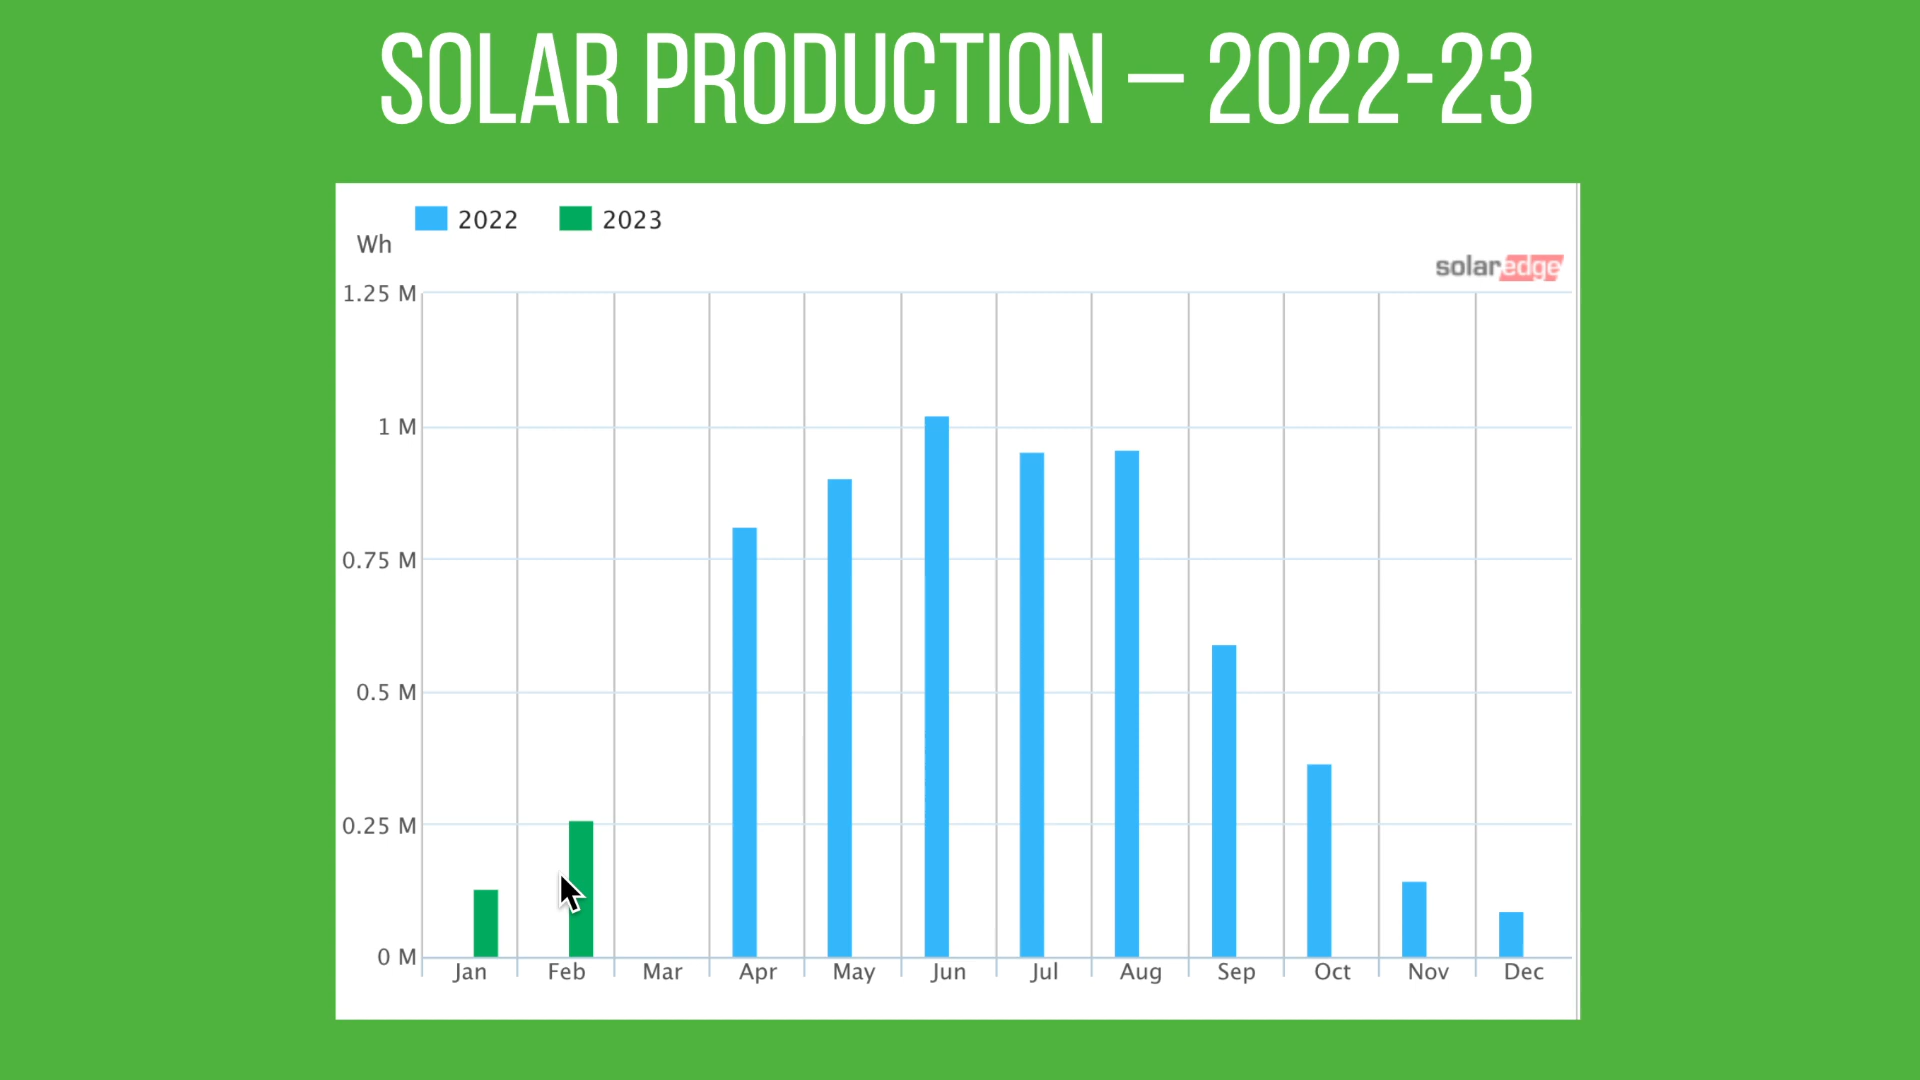 SOLAR PRODUCTION – 2022-23
2022 2023
Wh
solaredge
1.25 M
1 M
0.75 M
0.5 M
0.25 M
0 M
Jan Feb Mar Apr May Jun Jul Aug Sep Oct Nov Dec